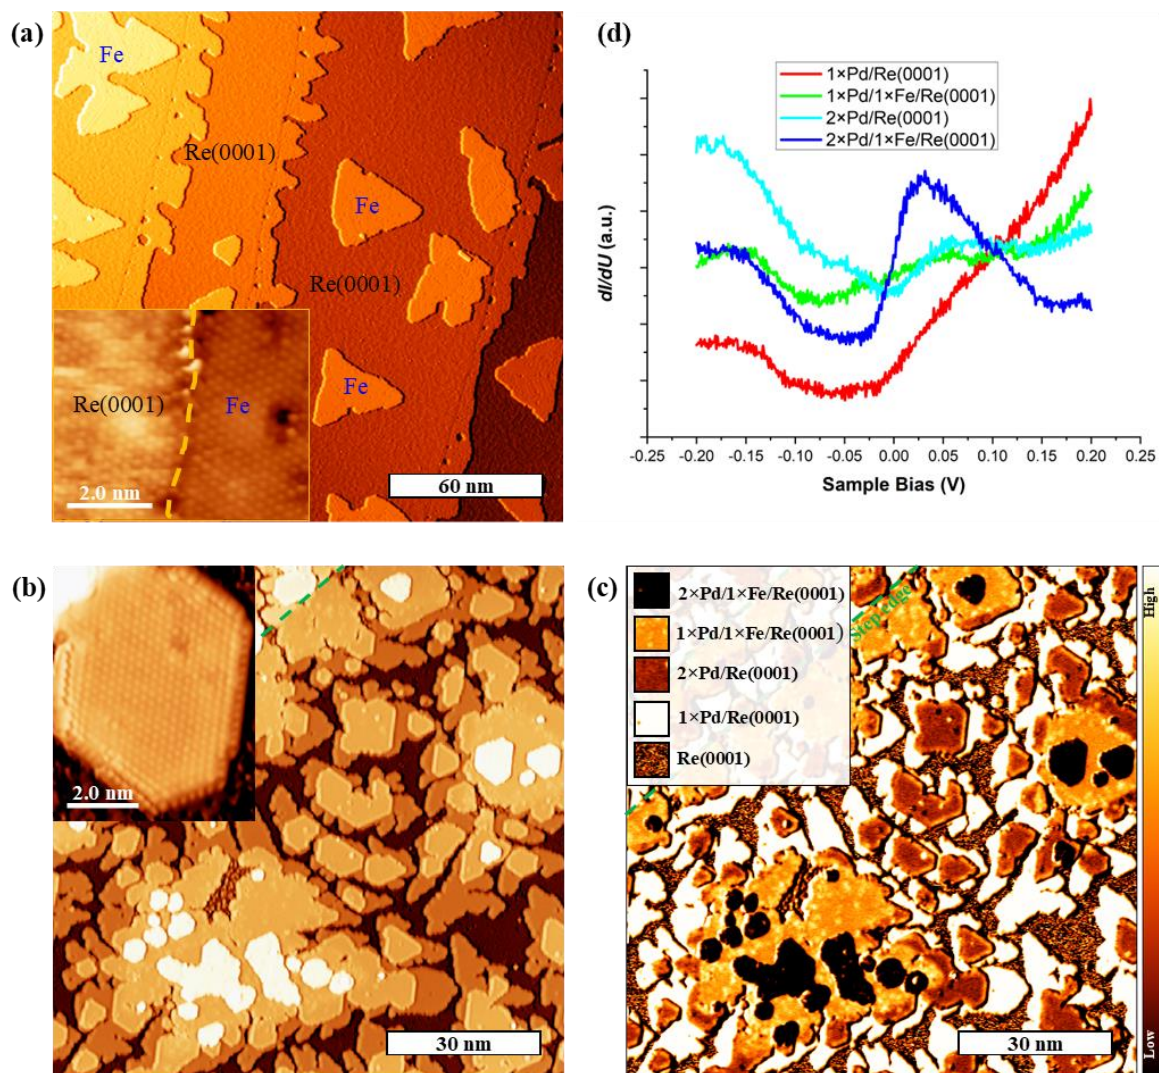 (a)
Fe
Re(0001)
Fe
Re(0001)
Fe
Re(0001)
Fe
2.0 nm
60 nm
(d)
1×Pd/Re(0001)
1×Pd/1×Fe/Re(0001)
2×Pd/Re(0001)
2×Pd/1×Fe/Re(0001)
dI/dU (a.u.)
-0.25 -0.20 -0.15 -0.10 -0.05 0.00 0.05 0.10 0.15 0.20 0.25
Sample Bias (V)
(b)
2.0 nm
30 nm
(c)
2×Pd/1×Fe/Re(0001)
1×Pd/1×Fe/Re(0001)
2×Pd/Re(0001)
1×Pd/Re(0001)
Re(0001)
Step edge
30 nm
High
Low